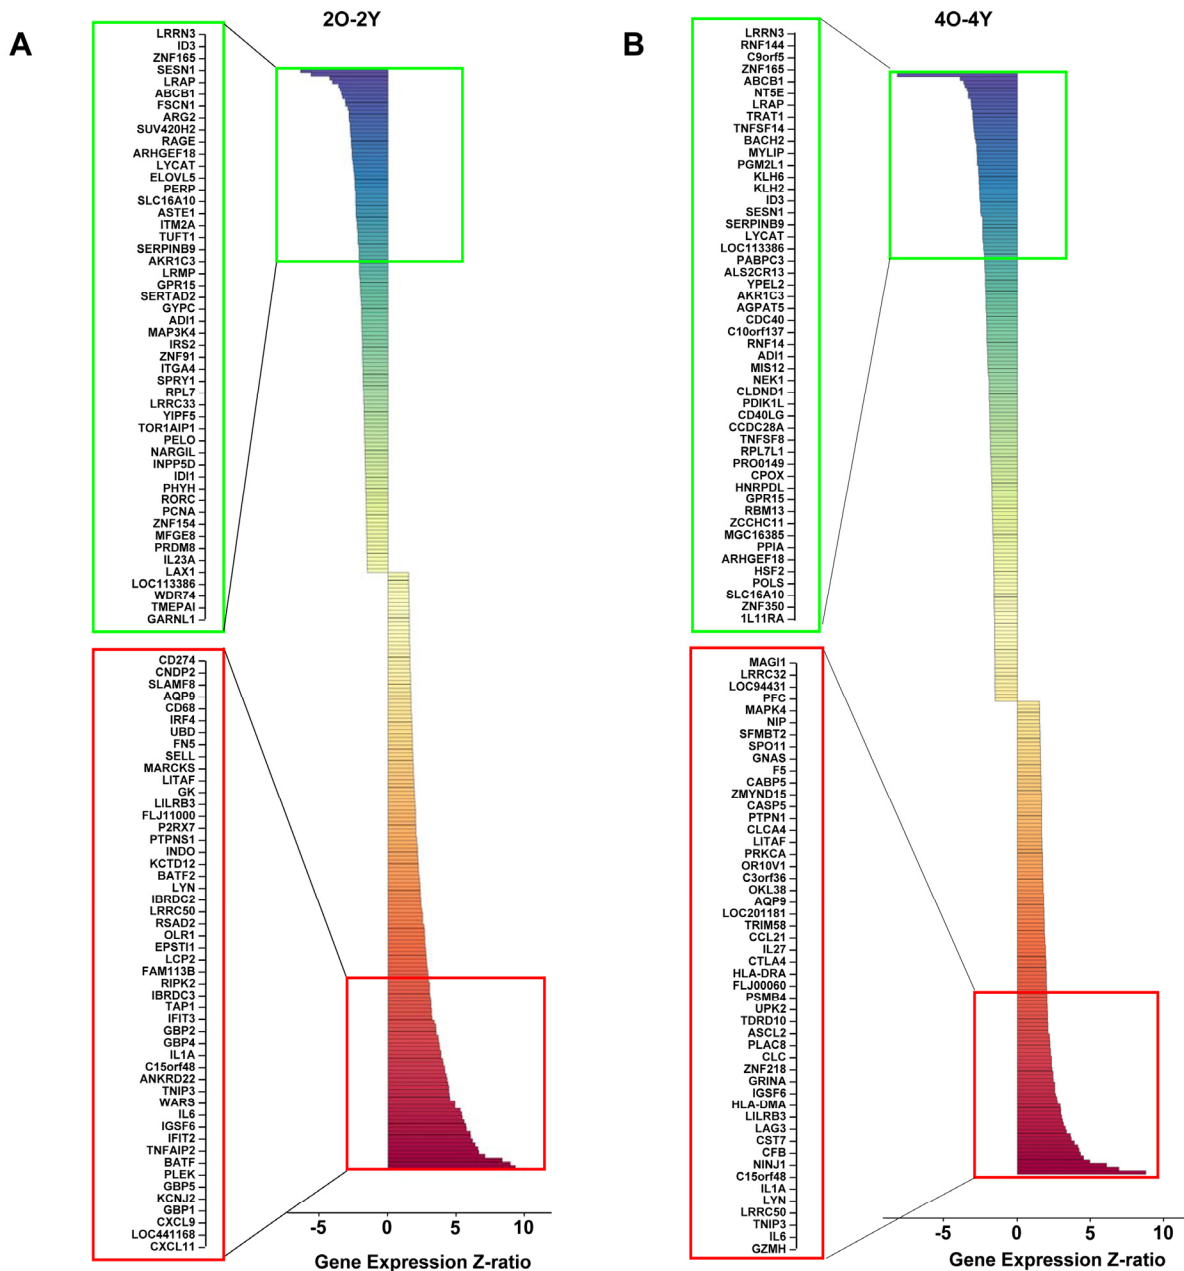 A
2O-2Y
LRRN3
ID3
ZNF165
SESN1
LRAP
ABCB1
FSCN1
ARG2
SUV420H2
RAGE
ARHGEF18
LYCAT
ELOVL5
PERP
SLC16A10
ASTE1
ITM2A
TUFT1
SERPINB9
AKR1C3
LRMP
GPR15
SERTAD2
GYPC
ADI1
MAP3K4
IRS2
ZNF91
ITGA4
SPRY1
RPL7
LRRC33
YIPF5
TOR1AIP1
PELO
NARGIL
INPP5D
IDI1
PHYH
RORC
PCNA
ZNF154
MFGE8
PRDM8
IL23A
LAX1
LOC113386
WDR74
TMEPAI
GARNL1
CD274
CNDP2
SLAMF8
AQP9
CD68
IRF4
UBD
FN5
SELL
MARCKS
LITAF
GK
LILRB3
FLJ11000
P2RX7
PTPNS1
INDO
KCTD12
BATF2
LYN
IBRDC2
LRRC50
RSAD2
OLR1
EPSTI1
LCP2
FAM113B
RIPK2
IBRDC3
TAP1
IFIT3
GBP2
GBP4
IL1A
C15orf48
ANKRD22
TNIP3
WARS
IL6
IGSF6
IFIT2
TNFAIP2
BATF
PLEK
GBP5
KCNJ2
GBP1
CXCL9
LOC441168
CXCL11
-5 0 5 10
Gene Expression Z-ratio
B
4O-4Y
LRRN3
RNF144
C9orf5
ZNF165
ABCB1
NT5E
LRAP
TRAT1
TNFSF14
BACH2
MYLIP
PGM2L1
KLH6
KLH2
ID3
SESN1
SERPINB9
LYCAT
LOC113386
PABPC3
ALS2CR13
YPEL2
AKR1C3
AGPAT5
CDC40
C10orf137
RNF14
ADI1
MIS12
NEK1
CLDND1
PDIK1L
CD40LG
CCDC28A
TNFSF8
RPL7L1
PRO0149
CPOX
HNRPDL
GPR15
RBM13
ZCCHC11
MGC16385
PPIA
ARHGEF18
HSF2
POLS
SLC16A10
ZNF350
1L11RA
MAGI1
LRRC32
LOC94431
PFC
MAPK4
NIP
SFMBT2
SPO11
GNAS
F5
CABP5
ZMYND15
CASP5
PTPN1
CLCA4
LITAF
PRKCA
OR10V1
C3orf36
OKL38
AQP9
LOC201181
TRIM58
CCL21
IL27
CTLA4
HLA-DRA
FLJ00060
PSMB4
UPK2
TDRD10
ASCL2
PLAC8
CLC
ZNF218
GRINA
IGSF6
HLA-DMA
LILRB3
LAG3
CST7
CFB
NINJ1
C15orf48
IL1A
LYN
LRRC50
TNIP3
IL6
GZMH
-5 0 5 10
Gene Expression Z-ratio